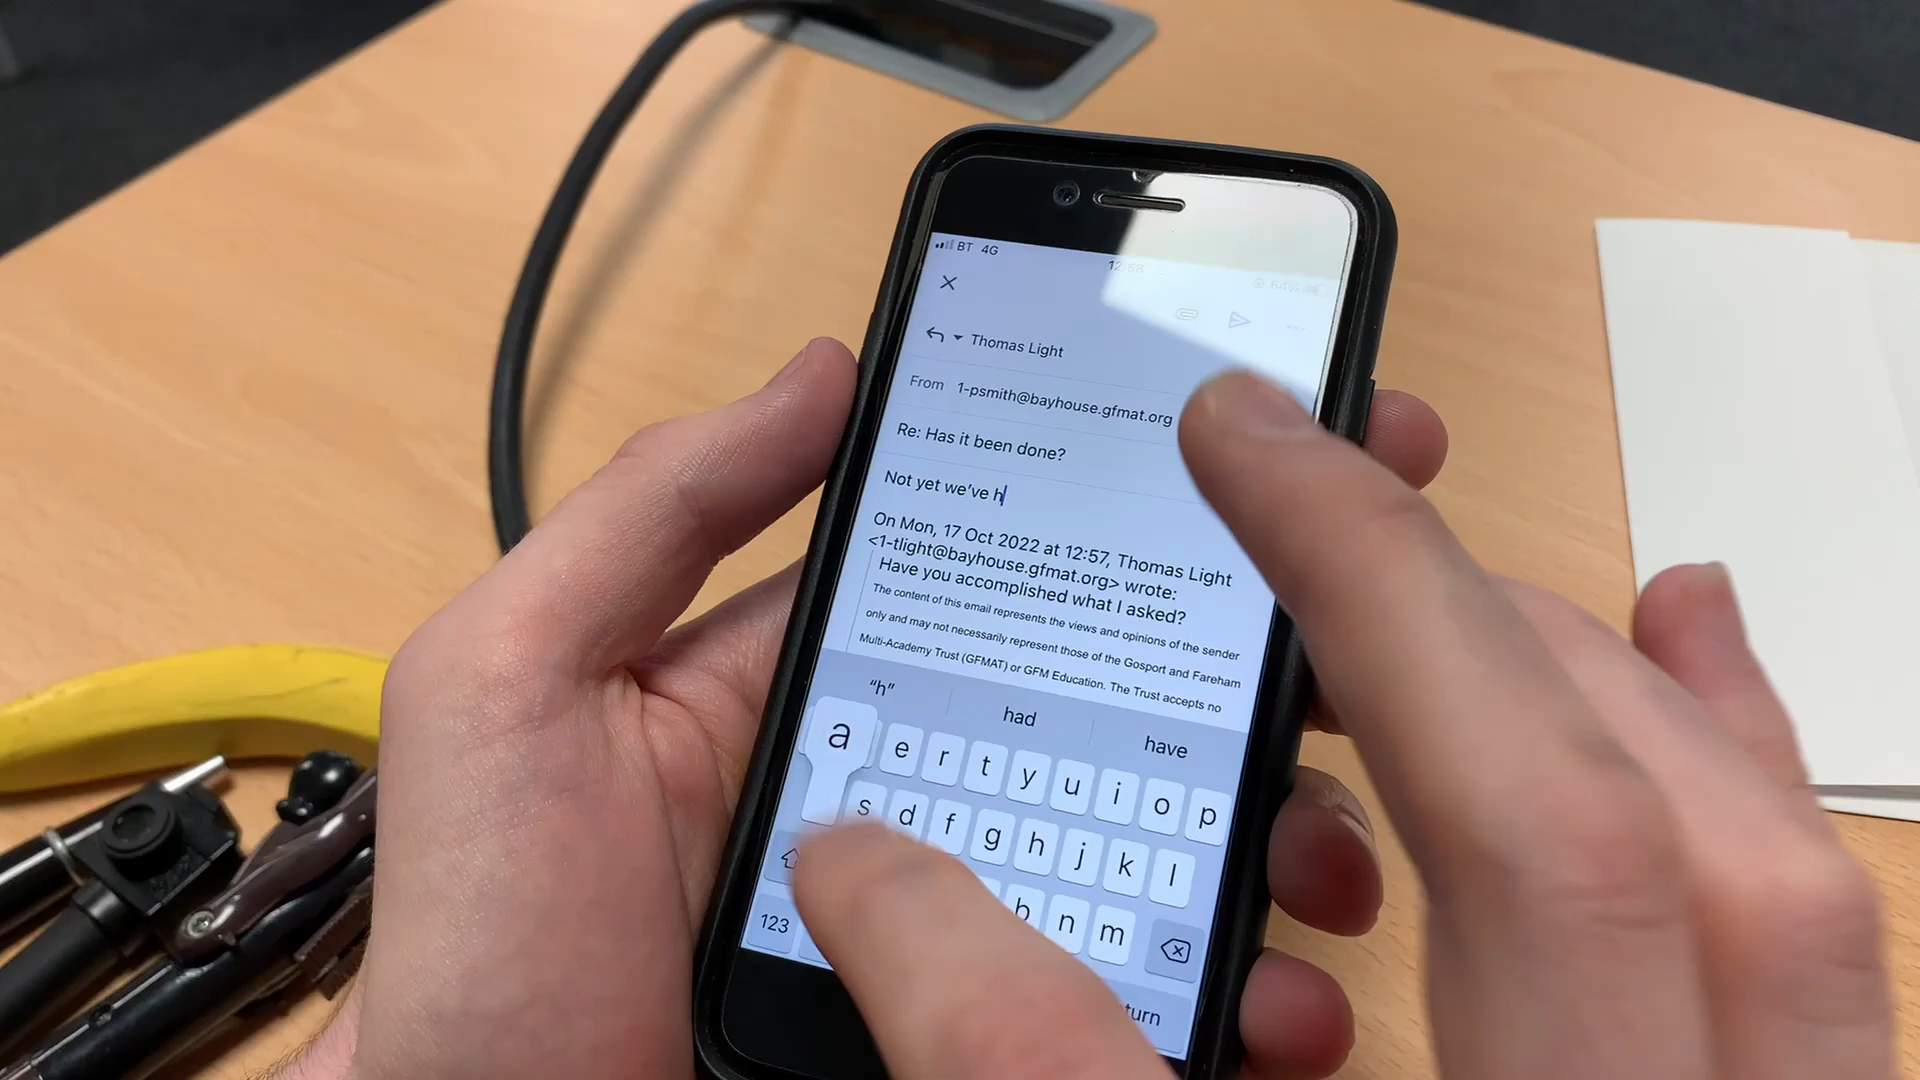 BT 4G
12:58
54%
Thomas Light
From 1-psmith@bayhouse.gfmat.org
Re: Has it been done?
Not yet we've h
On Mon, 17 Oct 2022 at 12:57, Thomas Light
<1-tlight@bayhouse.gfmat.org> wrote:
Have you accomplished what I asked?
The content of this email represents the views and opinions of the sender
only and may not necessarily represent those of the Gosport and Fareham
Multi-Academy Trust (GFMAT) or GFM Education. The Trust accepts no
"h" had have
a e r t y u i o p
s d f g h j k l
b n m
123
turn